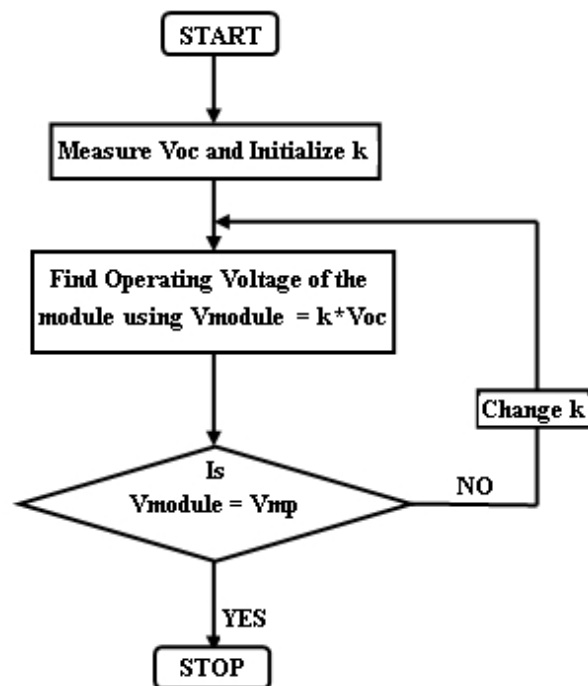 START
Measure Voc and Initialize k
Find Operating Voltage of the
module using Vmodule = k*Voc
Change k
Is
Vmodule = Vmp
NO
YES
STOP